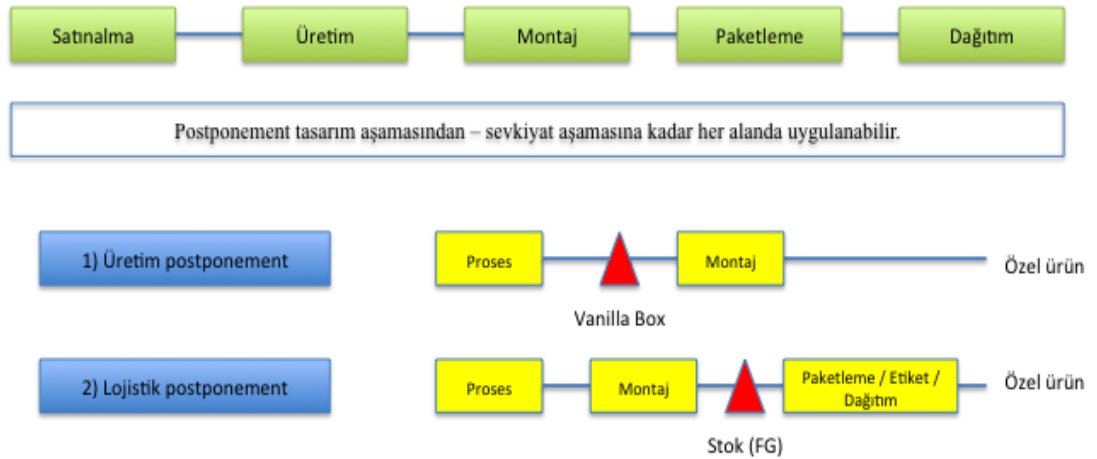 Satınalma
Üretim
Montaj
Paketleme
Dağıtım
Postponement tasarım aşamasından – sevkiyat aşamasına kadar her alanda uygulanabilir.
1) Üretim postponement
Proses
Montaj
Özel ürün
Vanilla Box
2) Lojistik postponement
Proses
Montaj
Paketleme / Etiket /
Dağıtım
Özel ürün
Stok (FG)